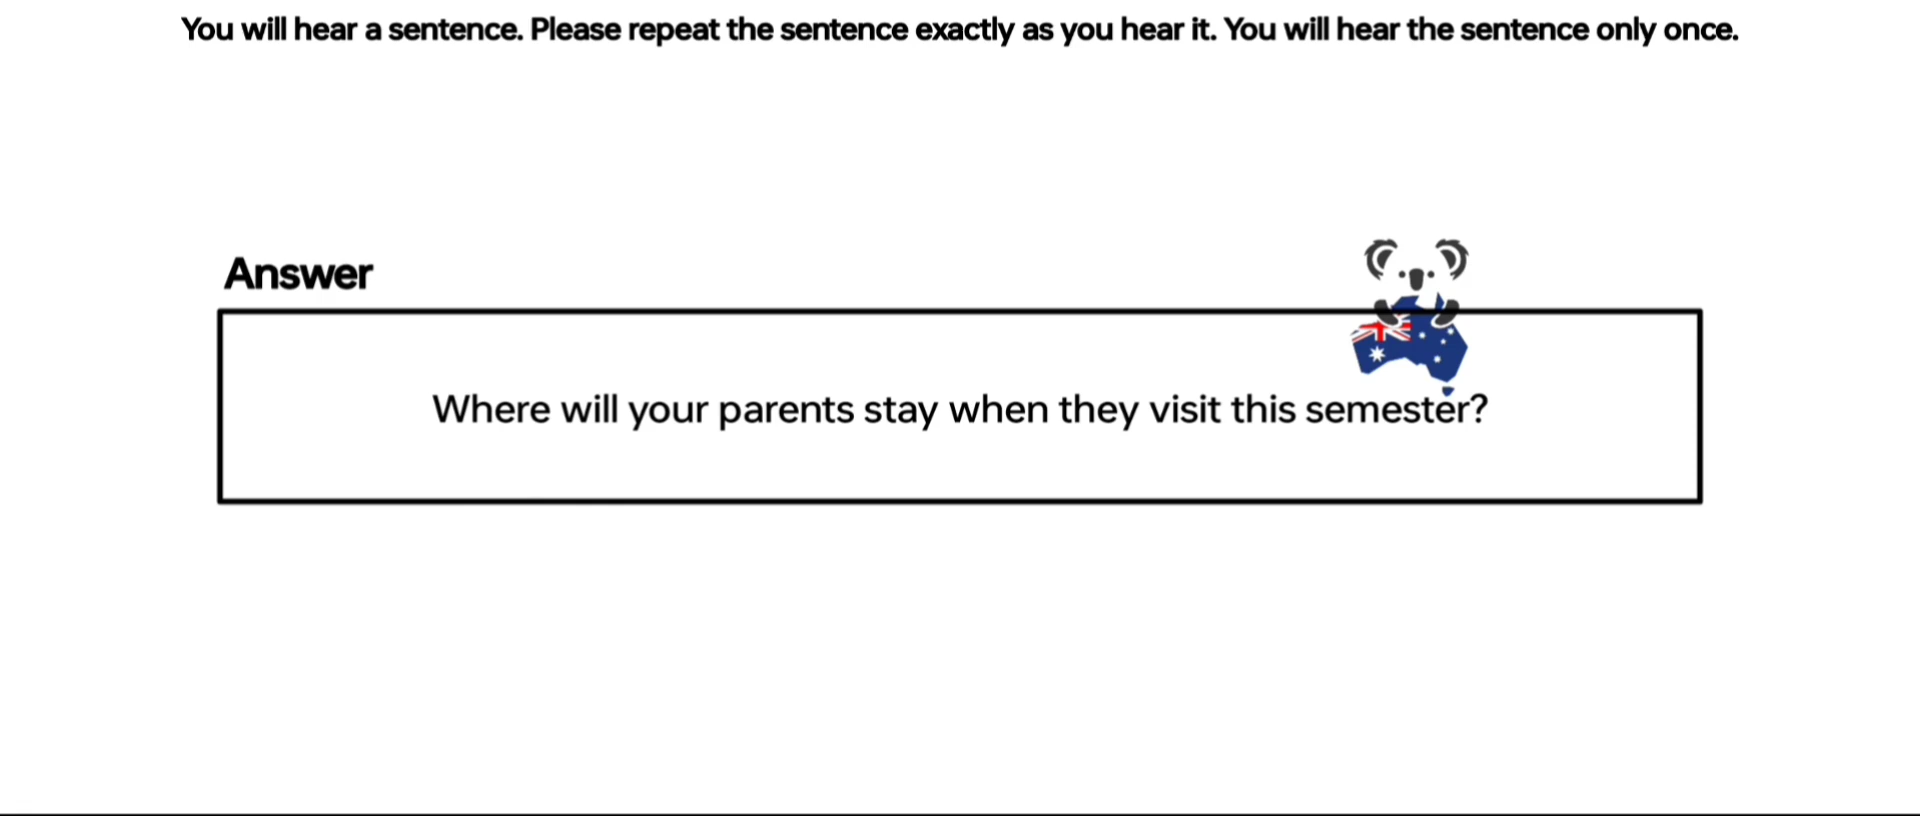 You will hear a sentence. Please repeat the sentence exactly as you hear it. You will hear the sentence only once.
Answer
Where will your parents stay when they visit this semester?